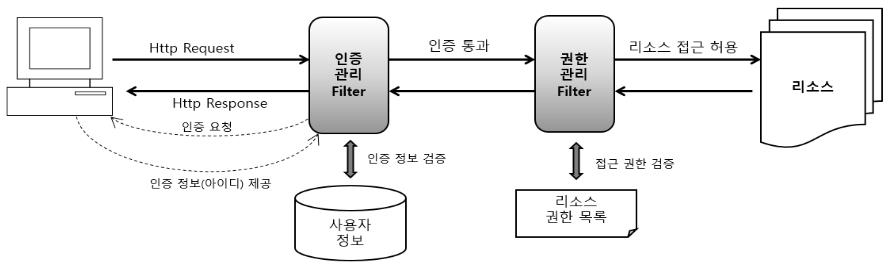 Http Request
인증
관리
Filter
인증 통과
권한
관리
Filter
리소스 접근 허용
리소스
Http Response
인증 요청
인증 정보(아이디) 제공
인증 정보 검증
접근 권한 검증
사용자
정보
리소스
권한 목록